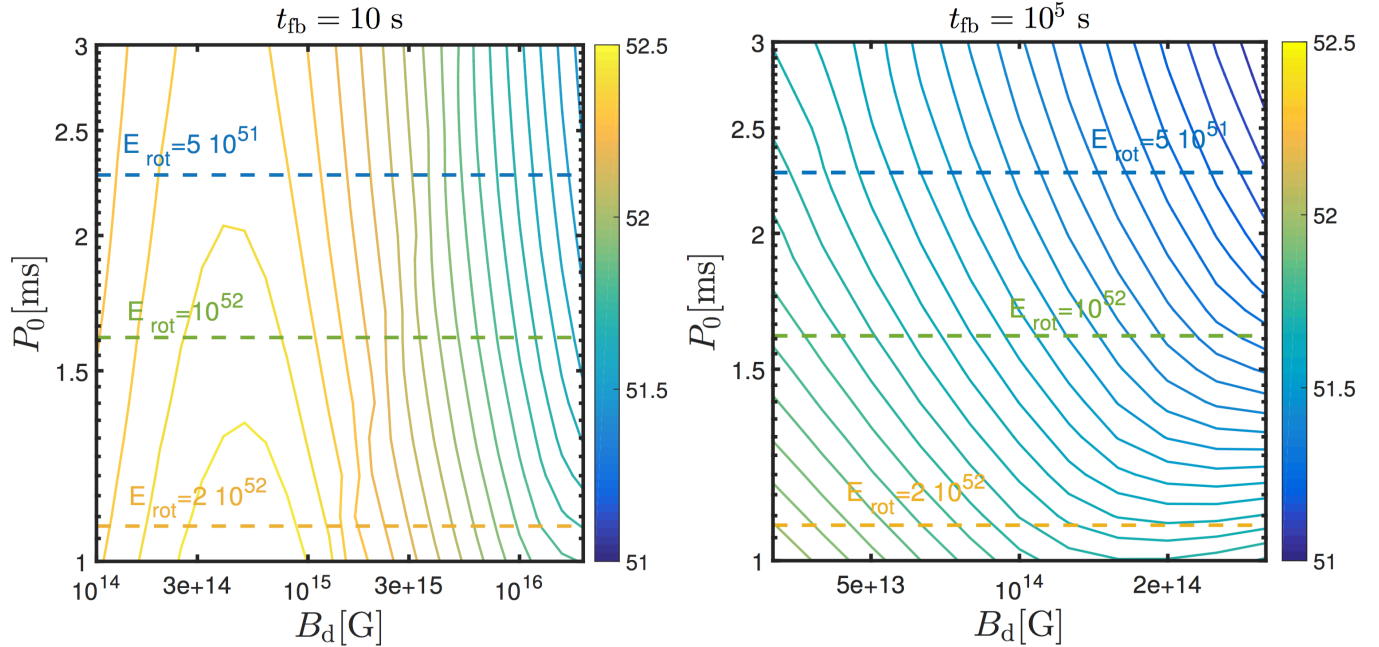 t_fb = 10 s
t_fb = 10^5 s
3
2.5
2
1.5
1
P_0[ms]
E_rot=5 10^51
E_rot=10^52
E_rot=2 10^52
10^14
3e+14
10^15
3e+15
10^16
B_d[G]
52.5
52
51.5
51
3
2.5
2
1.5
1
P_0[ms]
E_rot=5 10^51
E_rot=10^52
E_rot=2 10^52
5e+13
10^14
2e+14
B_d[G]
52.5
52
51.5
51